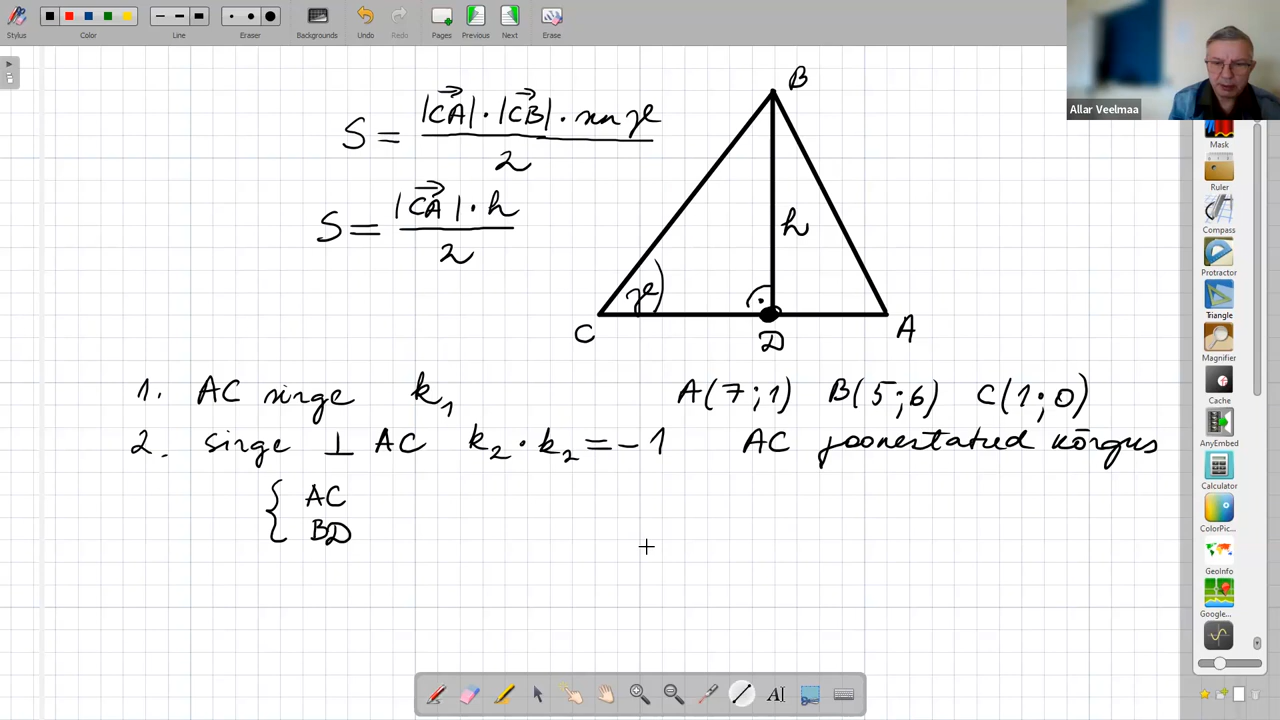 Stylus Color Line Eraser Backgrounds Undo Redo Pages Previous Next Erase
Allar Veelmaa
S = |CA| · |CB| · sin γ / 2
S = |CA| · h / 2
B
h
γ
C
D
A
1. AC sirge k₁
A(7;1) B(5;6) C(1;0)
2. sirge ⊥ AC k₂ · k₂ = -1
AC joonestatud kõrgus
{ AC
BD
Mask
Ruler
Compass
Protractor
Triangle
Magnifier
Cache
AnyEmbed
Calculator
ColorPic...
GeoInfo
Google...
AI